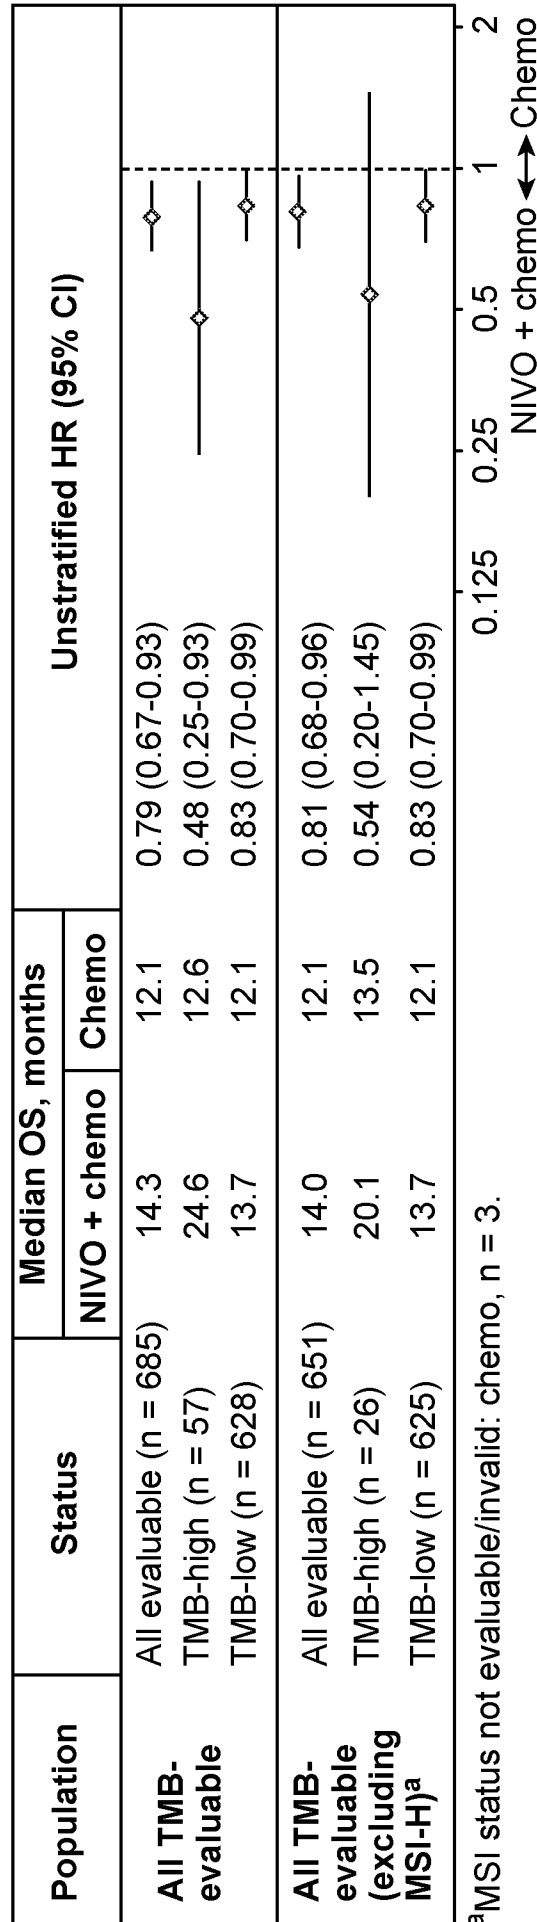 Population Status Median OS, months Unstratified HR (95% CI)
NIVO + chemo Chemo
All TMB-
evaluable
All evaluable (n = 685) 14.3 12.1 0.79 (0.67-0.93)
TMB-high (n = 57) 24.6 12.6 0.48 (0.25-0.93)
TMB-low (n = 628) 13.7 12.1 0.83 (0.70-0.99)
All TMB-
evaluable
(excluding
MSI-H)a
All evaluable (n = 651) 14.0 12.1 0.81 (0.68-0.96)
TMB-high (n = 26) 20.1 13.5 0.54 (0.20-1.45)
TMB-low (n = 625) 13.7 12.1 0.83 (0.70-0.99)
0.125 0.25 0.5 1 2
NIVO + chemo ↔ Chemo
aMSI status not evaluable/invalid: chemo, n = 3.